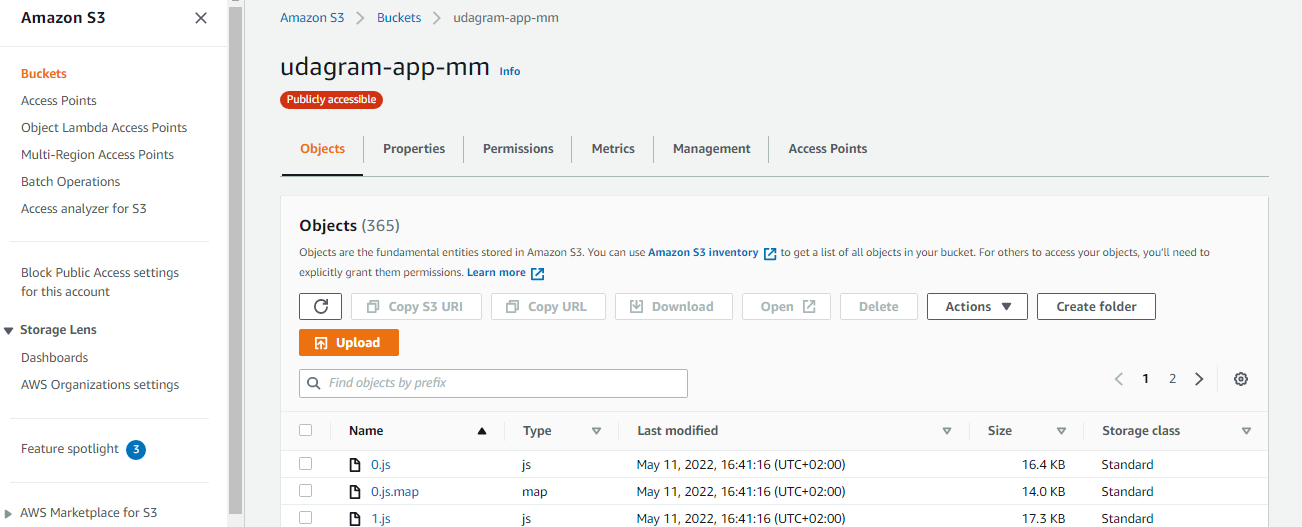 Amazon S3
Buckets
Access Points
Object Lambda Access Points
Multi-Region Access Points
Batch Operations
Access analyzer for S3
Block Public Access settings
for this account
Storage Lens
Dashboards
AWS Organizations settings
Feature spotlight 3
AWS Marketplace for S3
Amazon S3 > Buckets > udagram-app-mm
udagram-app-mm Info
Publicly accessible
Objects Properties Permissions Metrics Management Access Points
Objects (365)
Objects are the fundamental entities stored in Amazon S3. You can use Amazon S3 inventory to get a list of all objects in your bucket. For others to access your objects, you'll need to
explicitly grant them permissions. Learn more
Copy S3 URI Copy URL Download Open Delete Actions Create folder
Upload
Find objects by prefix
1 2
Name Type Last modified Size Storage class
0.js js May 11, 2022, 16:41:16 (UTC+02:00) 16.4 KB Standard
0.js.map map May 11, 2022, 16:41:16 (UTC+02:00) 14.0 KB Standard
1.js js May 11, 2022, 16:41:16 (UTC+02:00) 17.3 KB Standard